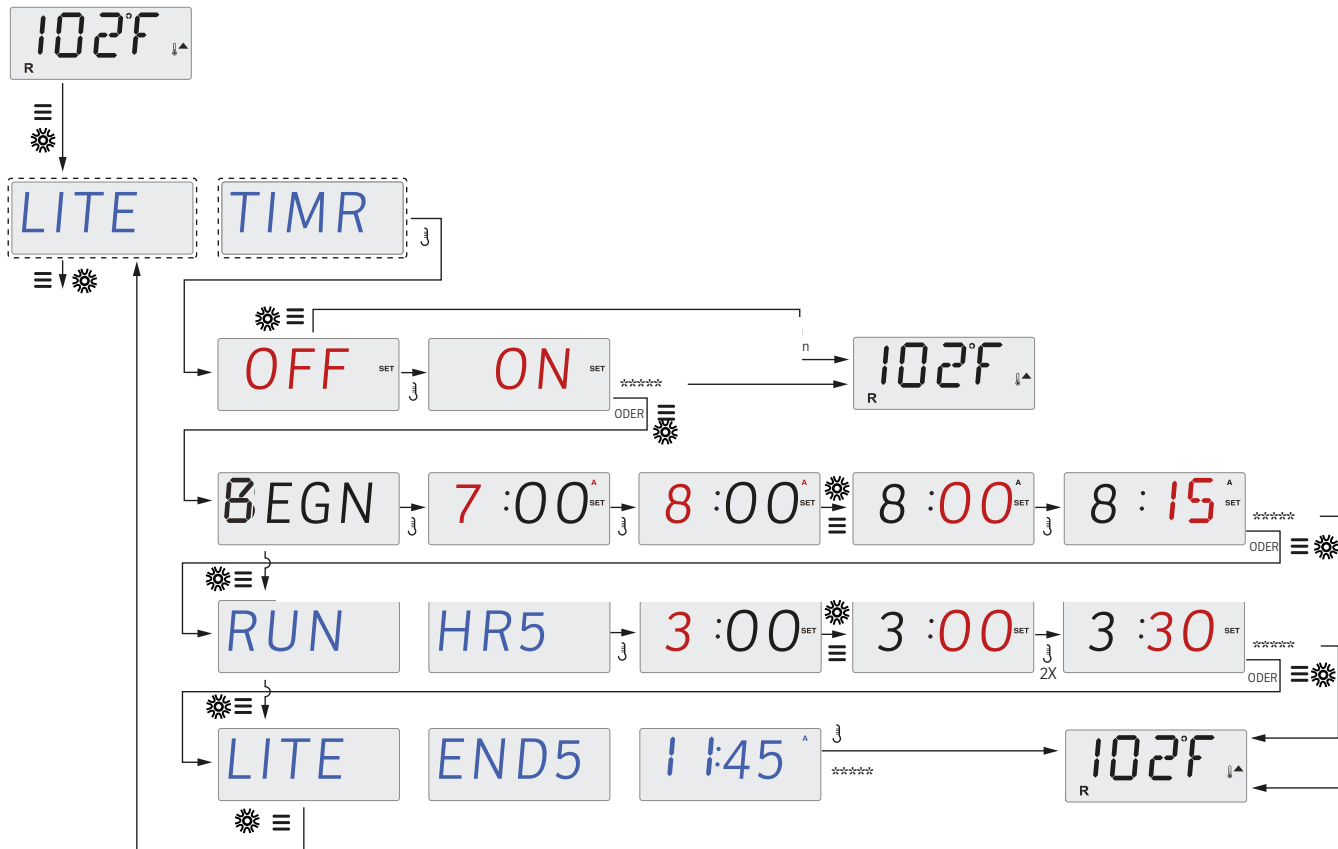 102°F
R
LITE TIMR
n
OFF SET ON SET 102°F
R
ODER
BEGN 7:00 A SET 8:00 A SET 8:00 A SET 8:15 A SET
ODER
RUN HR5 3:00 SET 3:00 SET 3:30 SET
2X
ODER
LITE END5 11:45 A 102°F
R